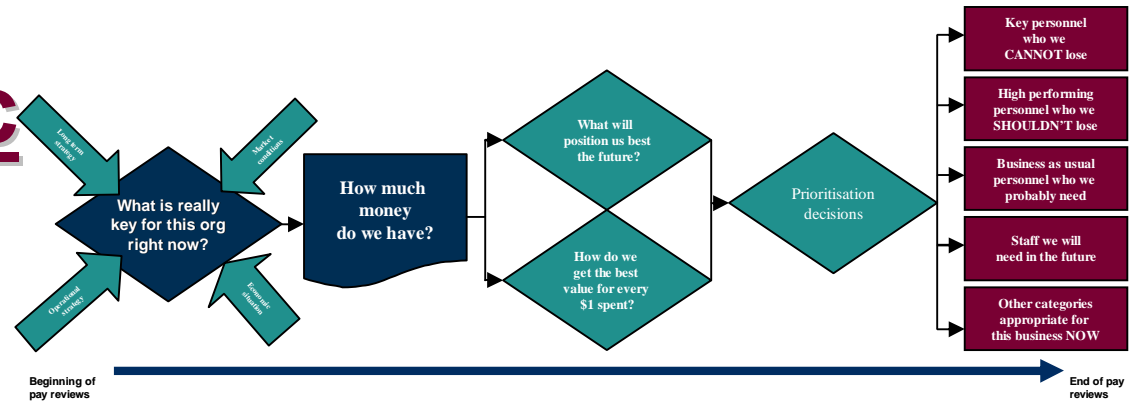 Key personnel
who we
CANNOT lose
High performing
personnel who we
SHOULDN'T lose
Business as usual
personnel who we
probably need
Staff we will
need in the future
Other categories
appropriate for
this business NOW
What will
position us best
the future?
How do we
get the best
value for every
$1 spent?
Prioritisation
decisions
How much
money
do we have?
What is really
key for this org
right now?
Long term
strategy
Market
conditions
Operational
strategy
Economic
situation
Beginning of
pay reviews
End of pay
reviews